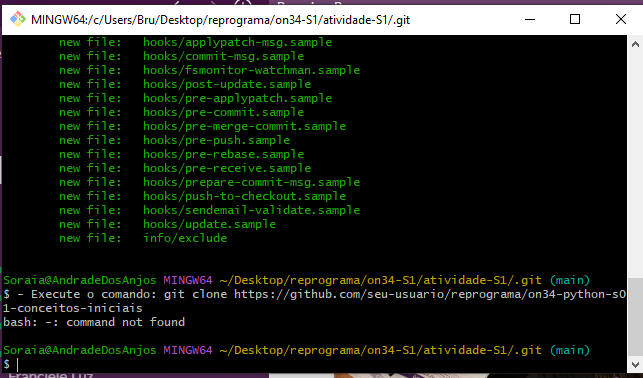 MINGW64:/c/Users/Bru/Desktop/reprograma/on34-S1/atividade-S1/.git
new file:   hooks/applypatch-msg.sample
new file:   hooks/commit-msg.sample
new file:   hooks/fsmonitor-watchman.sample
new file:   hooks/post-update.sample
new file:   hooks/pre-applypatch.sample
new file:   hooks/pre-commit.sample
new file:   hooks/pre-merge-commit.sample
new file:   hooks/pre-push.sample
new file:   hooks/pre-rebase.sample
new file:   hooks/pre-receive.sample
new file:   hooks/prepare-commit-msg.sample
new file:   hooks/push-to-checkout.sample
new file:   hooks/sendemail-validate.sample
new file:   hooks/update.sample
new file:   info/exclude
Soraia@AndradeDosAnjos MINGW64 ~/Desktop/reprograma/on34-S1/atividade-S1/.git (main)
$ - Execute o comando: git clone https://github.com/seu-usuario/reprograma/on34-python-s0
1-conceitos-iniciais
bash: -: command not found
Soraia@AndradeDosAnjos MINGW64 ~/Desktop/reprograma/on34-S1/atividade-S1/.git (main)
$